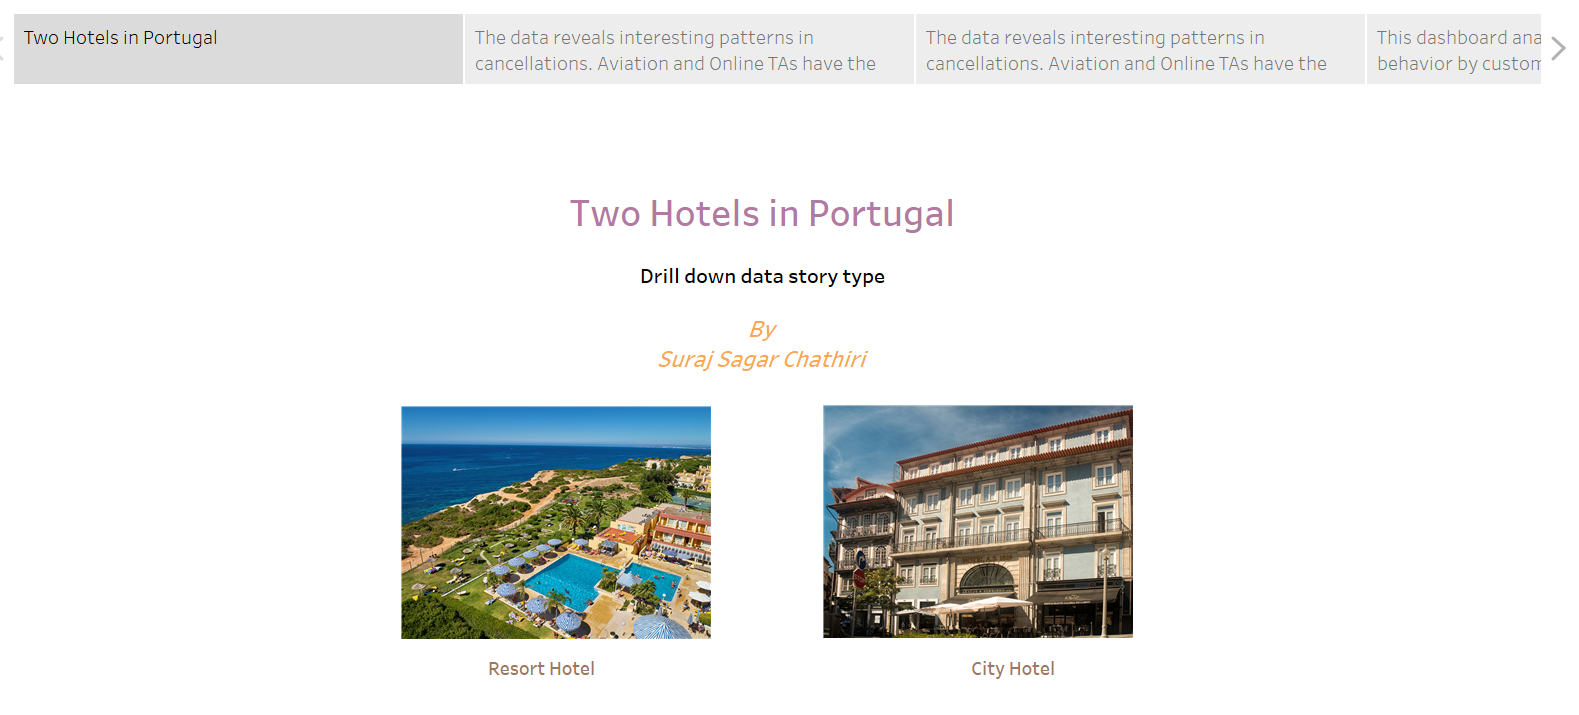 Two Hotels in Portugal
The data reveals interesting patterns in
cancellations. Aviation and Online TAs have the
The data reveals interesting patterns in
cancellations. Aviation and Online TAs have the
This dashboard ana
behavior by custom
Two Hotels in Portugal
Drill down data story type
By
Suraj Sagar Chathiri
Resort Hotel
City Hotel